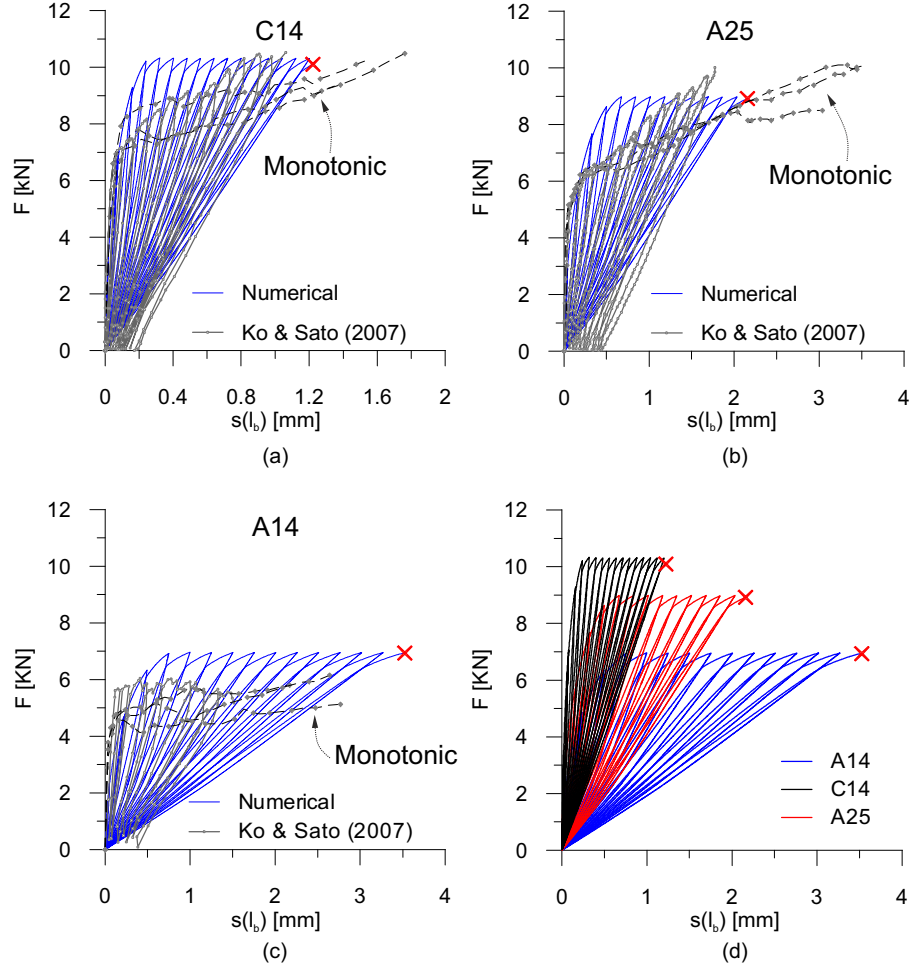 C14
12
10
8
6
4
2
0
F [kN]
Monotonic
Numerical
Ko & Sato (2007)
0 0.4 0.8 1.2 1.6 2
s(l_b) [mm]
(a)
A25
12
10
8
6
4
2
0
F [kN]
Monotonic
Numerical
Ko & Sato (2007)
0 1 2 3 4
s(l_b) [mm]
(b)
A14
12
10
8
6
4
2
0
F [KN]
Monotonic
Numerical
Ko & Sato (2007)
0 1 2 3 4
s(l_b) [mm]
(c)
12
10
8
6
4
2
0
F [KN]
A14
C14
A25
0 1 2 3 4
s(l_b) [mm]
(d)